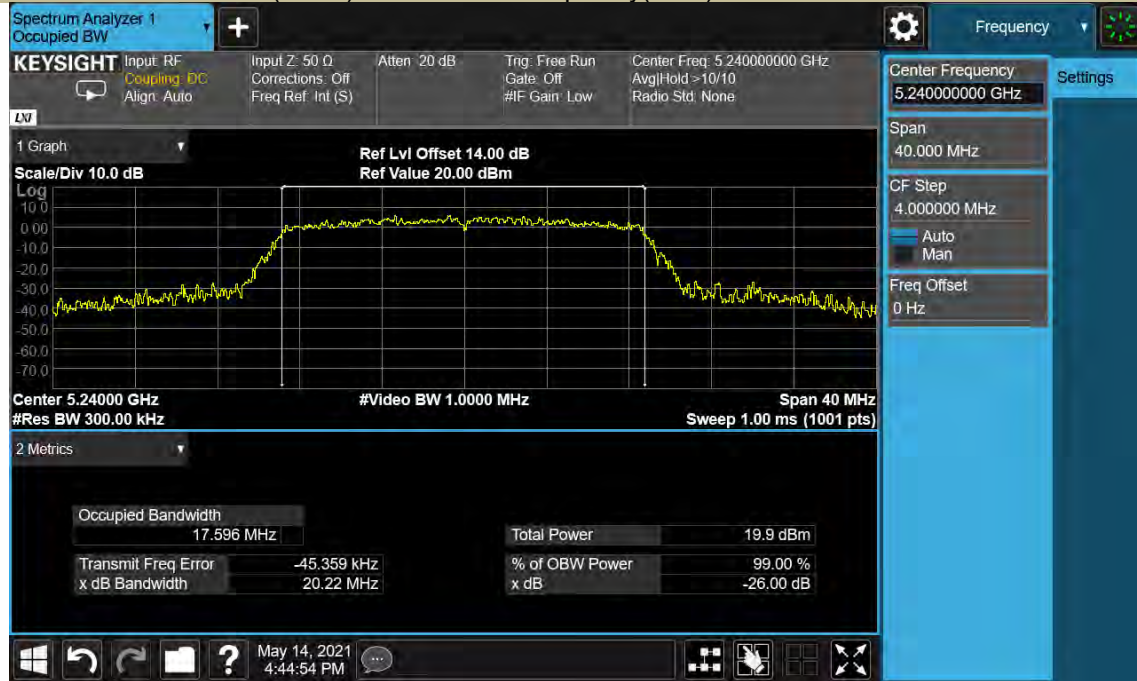 Spectrum Analyzer 1
Occupied BW
Frequency
KEYSIGHT
Input: RF
Coupling: DC
Align: Auto
Input Z: 50 Ω
Corrections: Off
Freq Ref: Int (S)
Atten: 20 dB
Trig: Free Run
Gate: Off
#IF Gain: Low
Center Freq: 5.240000000 GHz
Avg|Hold >10/10
Radio Std: None
LXI
Center Frequency
5.240000000 GHz
Settings
Span
40.000 MHz
CF Step
4.000000 MHz
Auto
Man
Freq Offset
0 Hz
1 Graph
Scale/Div 10.0 dB
Ref Lvl Offset 14.00 dB
Ref Value 20.00 dBm
Log
10.0
0.00
-10.0
-20.0
-30.0
-40.0
-50.0
-60.0
-70.0
Center 5.24000 GHz
#Video BW 1.0000 MHz
Span 40 MHz
#Res BW 300.00 kHz
Sweep 1.00 ms (1001 pts)
2 Metrics
Occupied Bandwidth
17.596 MHz
Total Power 19.9 dBm
Transmit Freq Error -45.359 kHz
% of OBW Power 99.00 %
x dB Bandwidth 20.22 MHz
x dB -26.00 dB
?
May 14, 2021
4:44:54 PM